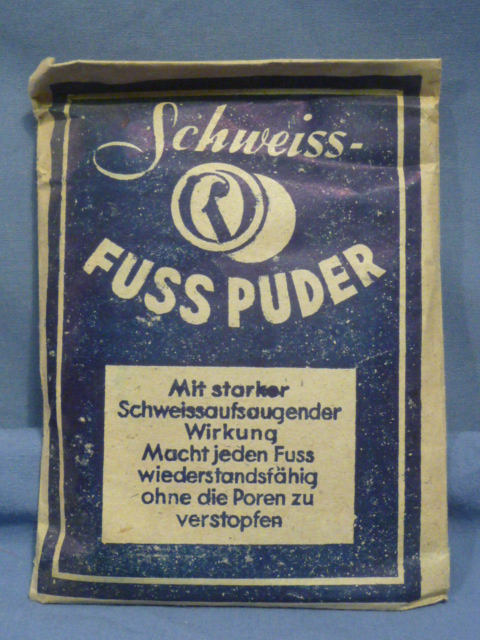 Schweiss-
R
FUSS PUDER
Mit starker
Schweissaufsaugender
Wirkung
Macht jeden Fuss
wiederstandsfähig
ohne die Poren zu
verstopfen